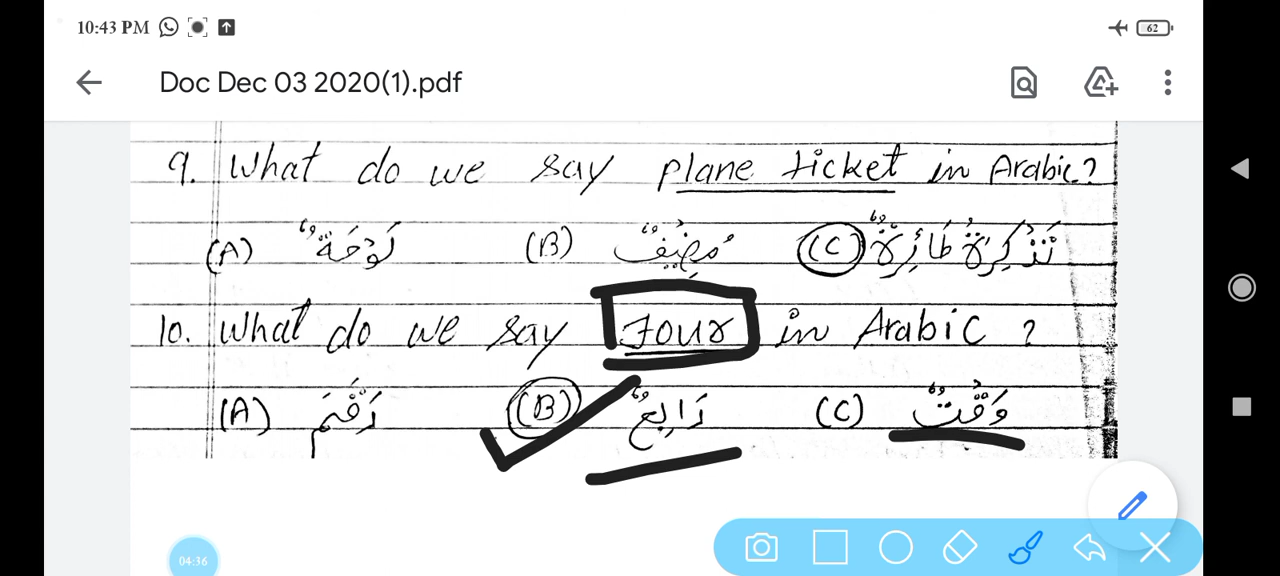 10:43 PM 62
Doc Dec 03 2020(1).pdf
9. What do we say plane ticket in Arabic?
(A) لَوْحَةٌ (B) مُضِيْفٌ (C) تَذْكِرَةُ طَائِرَةٌ
10. What do we say Four in Arabic ?
(A) رَقْم (B) رَابِعٌ (C) وَقْتٌ
04:36